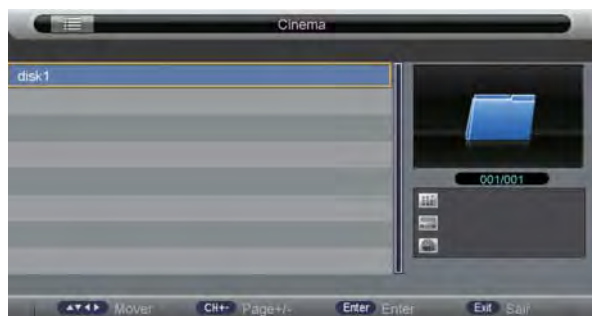 Cinema
disk1
001/001
Mover CH+- Page+/- Enter Enter Exit Sair